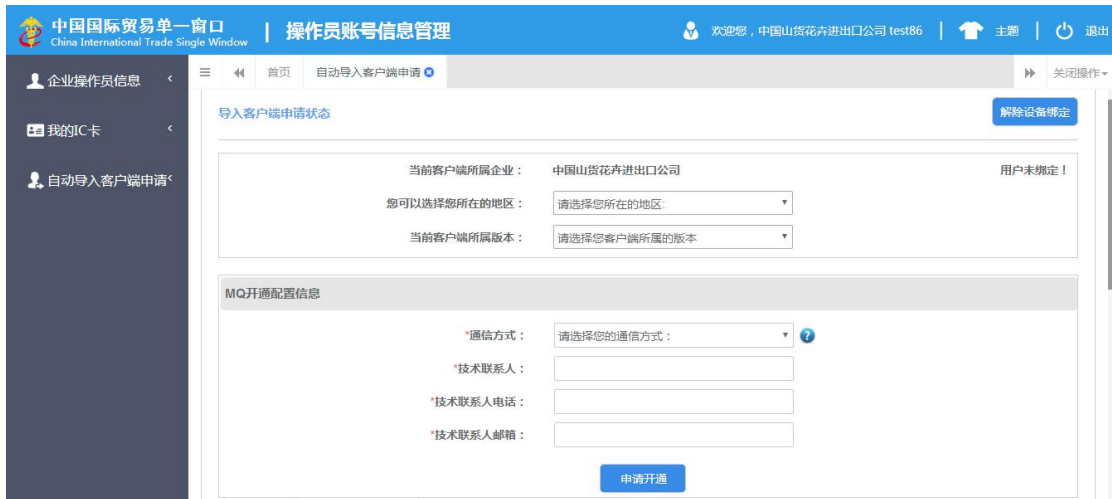 中国国际贸易单一窗口
China International Trade Single Window
操作员账号信息管理
欢迎您，中国山货花卉进出口公司 test86
主题
退出
企业操作员信息
首页
自动导入客户端申请
关闭操作
导入客户端申请状态
解除设备绑定
我的IC卡
当前客户端所属企业：
中国山货花卉进出口公司
用户未绑定！
自动导入客户端申请
您可以选择您所在的地区：
请选择您所在的地区:
当前客户端所属版本：
请选择您客户端所属的版本
MQ开通配置信息
*通信方式：
请选择您的通信方式：
?
*技术联系人：
*技术联系人电话：
*技术联系人邮箱：
申请开通